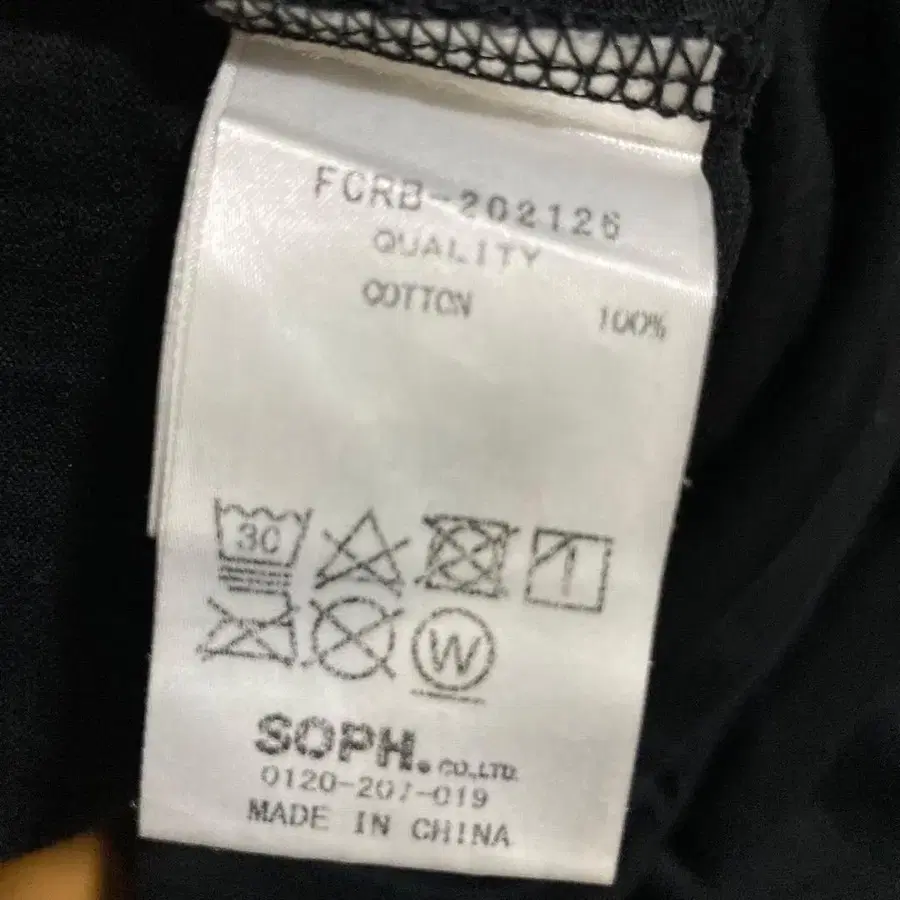 FCRB-202126
QUALITY
COTTON 100%
30
W
SOPH. CO.,LTD.
0120-207-019
MADE IN CHINA